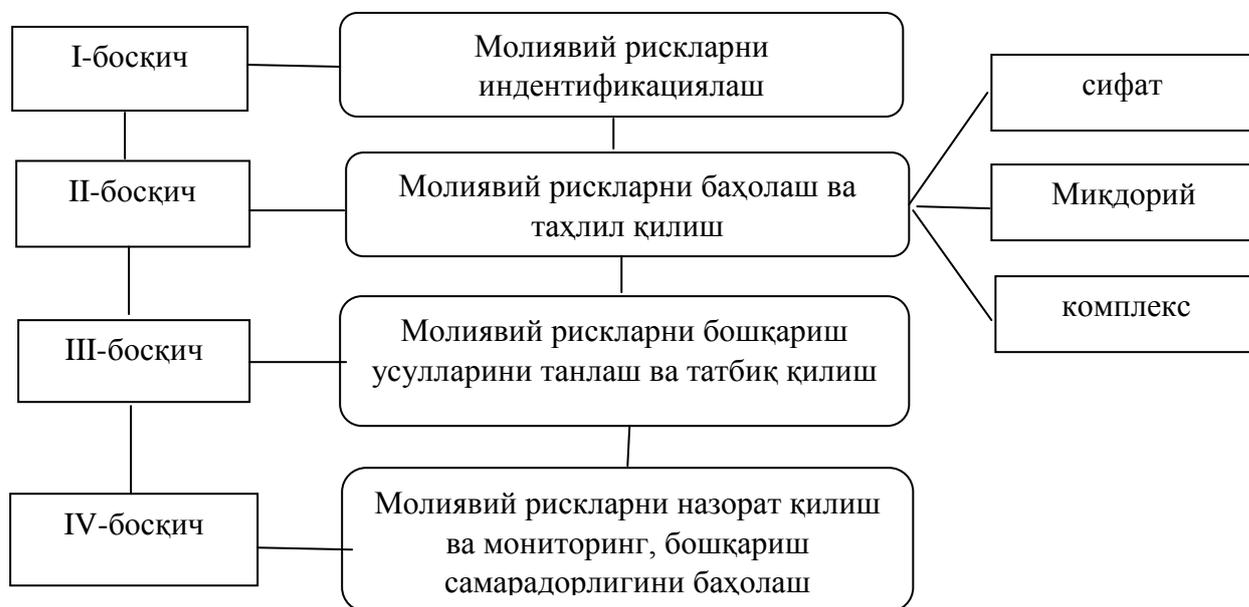 I-босқич
Молиявий рискларни
индентификациялаш
сифат
II-босқич
Молиявий рискларни баҳолаш ва
таҳлил қилиш
Миқдорий
комплекс
III-босқич
Молиявий рискларни бошқариш
усулларини танлаш ва татбиқ қилиш
IV-босқич
Молиявий рискларни назорат қилиш
ва мониторинг, бошқариш
самарадорлигини баҳолаш